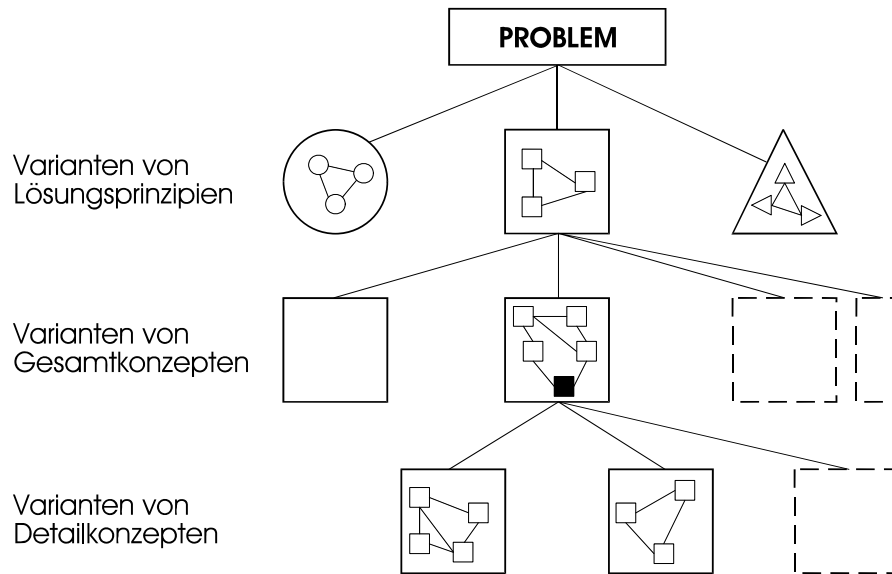 PROBLEM
Varianten von
Lösungsprinzipien
Varianten von
Gesamtkonzepten
Varianten von
Detailkonzepten